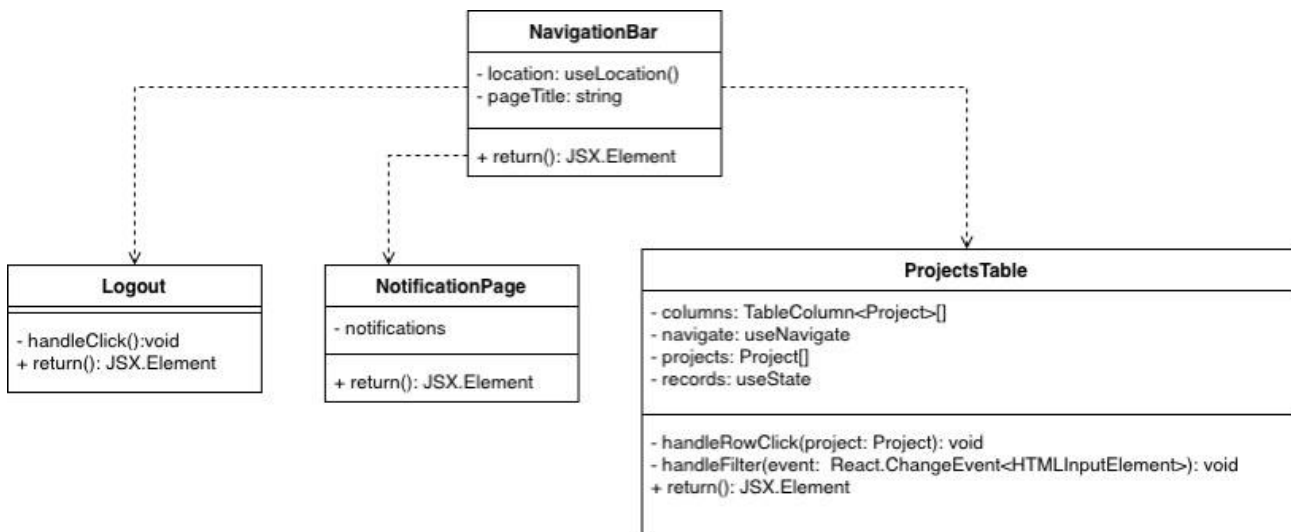 NavigationBar
- location: useLocation()
- pageTitle: string
+ return(): JSX.Element
Logout
- handleClick():void
+ return(): JSX.Element
NotificationPage
- notifications
+ return(): JSX.Element
ProjectsTable
- columns: TableColumn<Project>[]
- navigate: useNavigate
- projects: Project[]
- records: useState
- handleRowClick(project: Project): void
- handleFilter(event: React.ChangeEvent<HTMLInputElement>): void
+ return(): JSX.Element